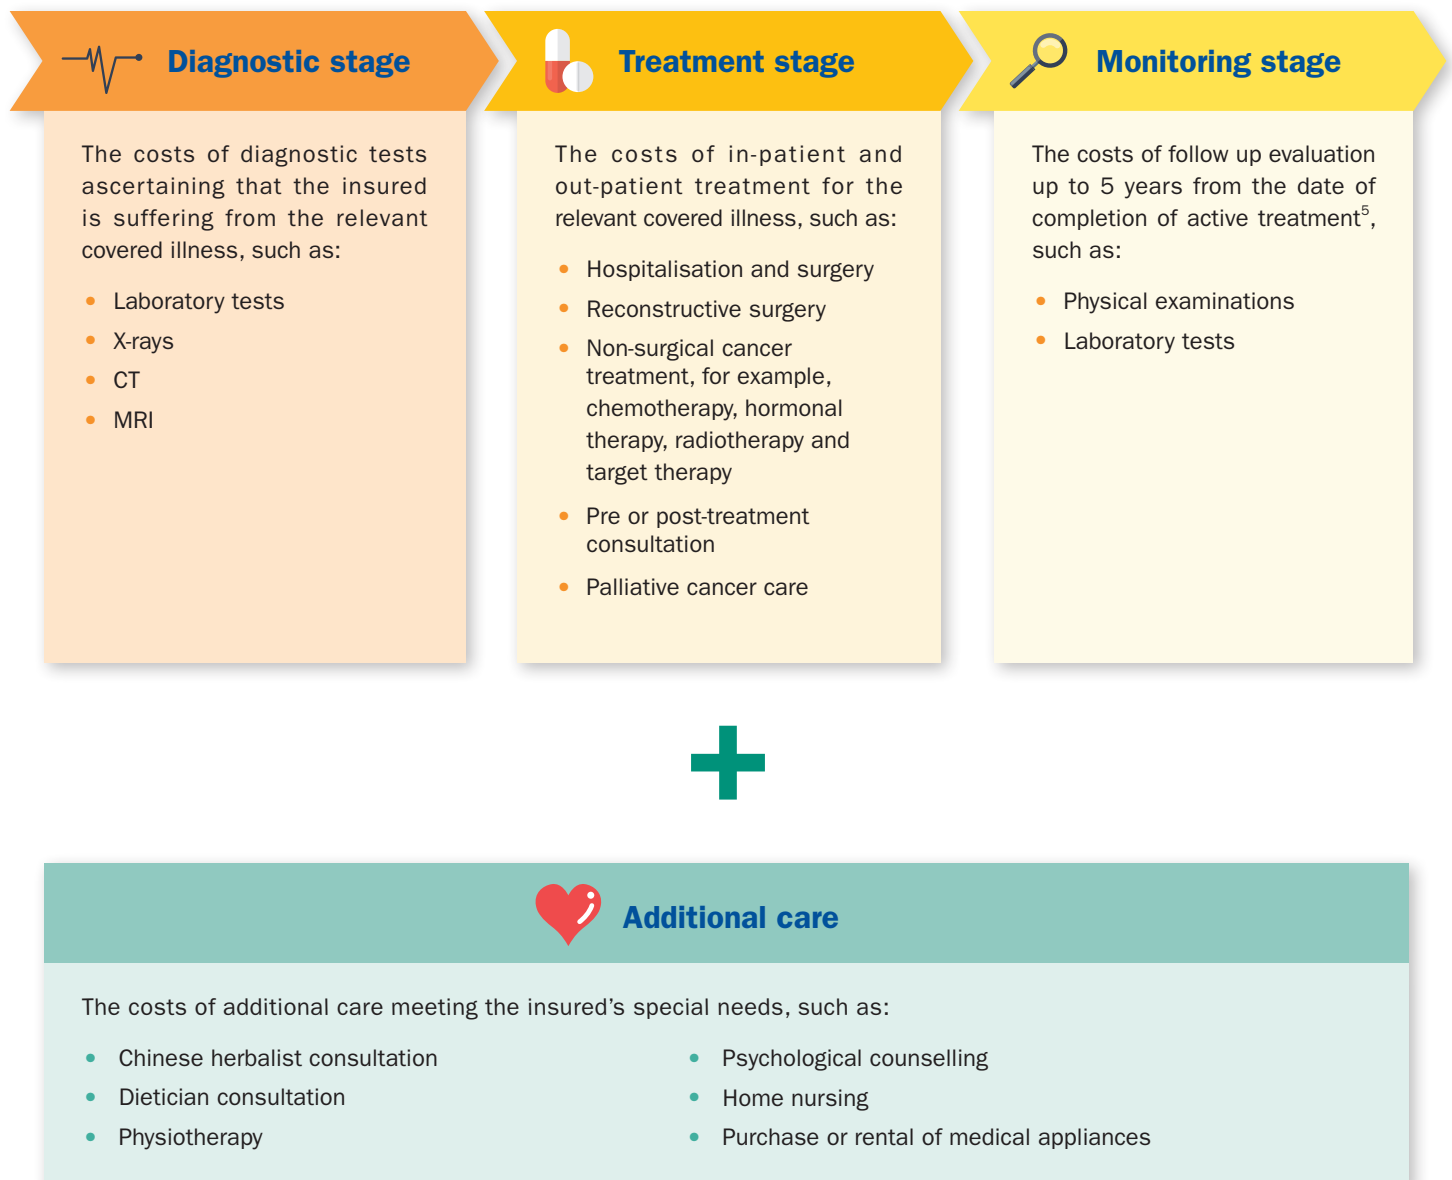 Diagnostic stage
The costs of diagnostic tests
ascertaining that the insured
is suffering from the relevant
covered illness, such as:
• Laboratory tests
• X-rays
• CT
• MRI
Treatment stage
The costs of in-patient and
out-patient treatment for the
relevant covered illness, such as:
• Hospitalisation and surgery
• Reconstructive surgery
• Non-surgical cancer
treatment, for example,
chemotherapy, hormonal
therapy, radiotherapy and
target therapy
• Pre or post-treatment
consultation
• Palliative cancer care
Monitoring stage
The costs of follow up evaluation
up to 5 years from the date of
completion of active treatment⁵,
such as:
• Physical examinations
• Laboratory tests
Additional care
The costs of additional care meeting the insured’s special needs, such as:
• Chinese herbalist consultation
• Dietician consultation
• Physiotherapy
• Psychological counselling
• Home nursing
• Purchase or rental of medical appliances